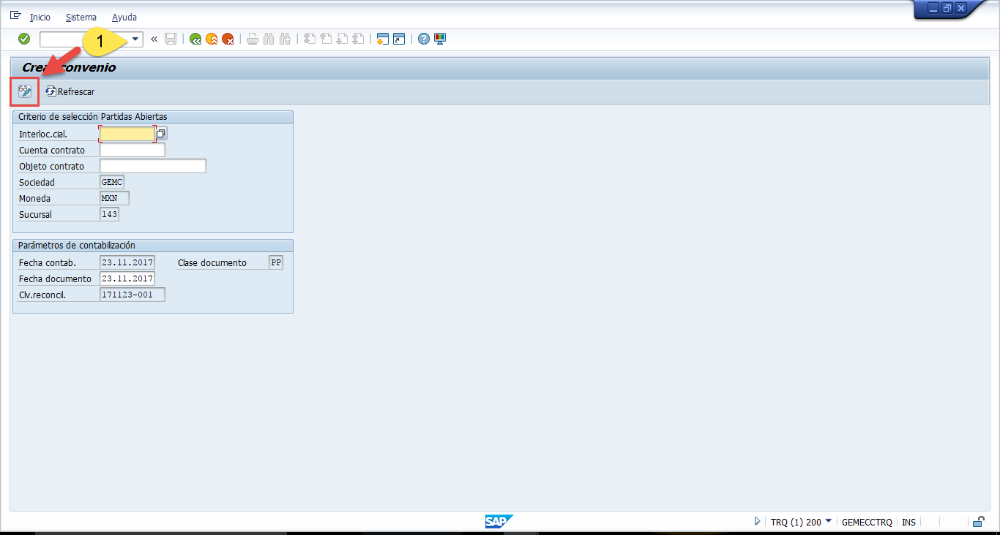 Inicio Sistema Ayuda
1
Crea convenio
Refrescar
Criterio de selección Partidas Abiertas
Interloc.cial.
Cuenta contrato
Objeto contrato
Sociedad GEMC
Moneda MXN
Sucursal 143
Parámetros de contabilización
Fecha contab. 23.11.2017 Clase documento PP
Fecha documento 23.11.2017
Clv.reconcil. 171123-001
SAP TRQ (1) 200 GEMECCTRQ INS